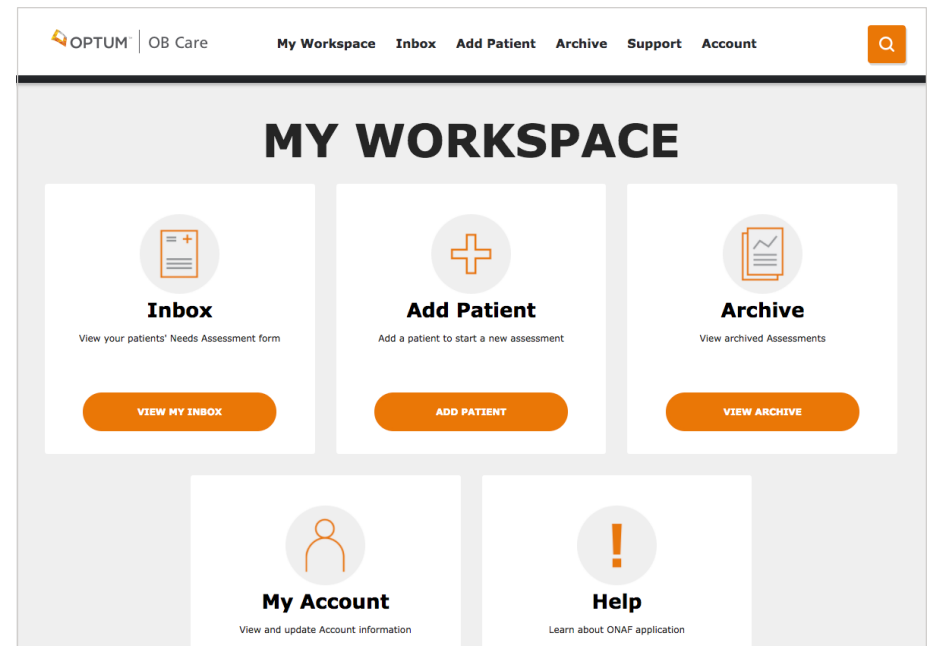 OPTUM™ OB Care My Workspace Inbox Add Patient Archive Support Account
MY WORKSPACE
Inbox
View your patients' Needs Assessment form
VIEW MY INBOX
Add Patient
Add a patient to start a new assessment
ADD PATIENT
Archive
View archived Assessments
VIEW ARCHIVE
My Account
View and update Account information
Help
Learn about ONAF application